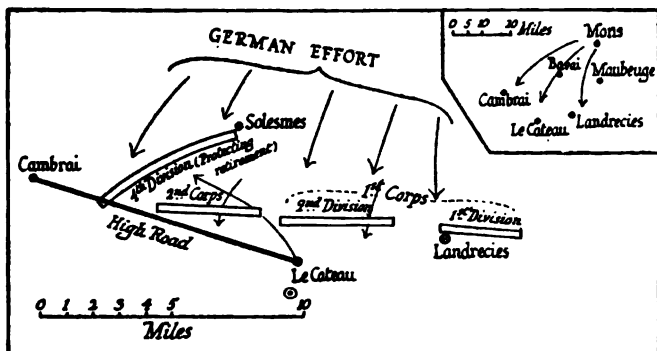 GERMAN EFFORT
0 5 10 20 Miles
Mons
Bavai
Maubeuge
Cambrai
Le Cateau
Landrecies
Solesmes
Cambrai
4th Division (Protecting
retirement)
2nd Corps
1st Corps
2nd Division
1st Division
High Road
Landrecies
Le Cateau
0 1 2 3 4 5 10
Miles